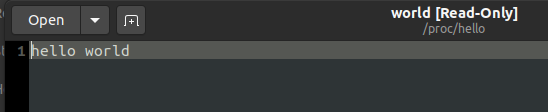 Open
world [Read-Only]
/proc/hello
1 hello world